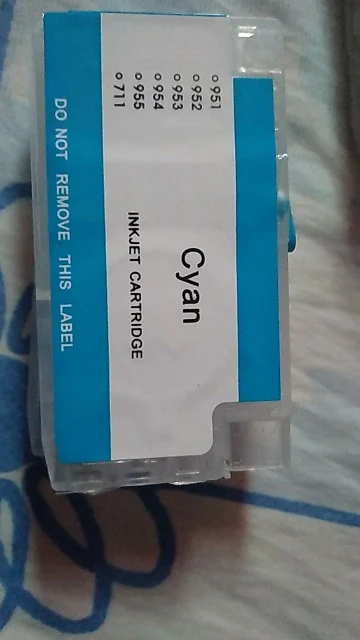 o 951
o 952
o 953
o 954
o 955
o 711
Cyan
INKJET CARTRIDGE
DO NOT REMOVE THIS LABEL